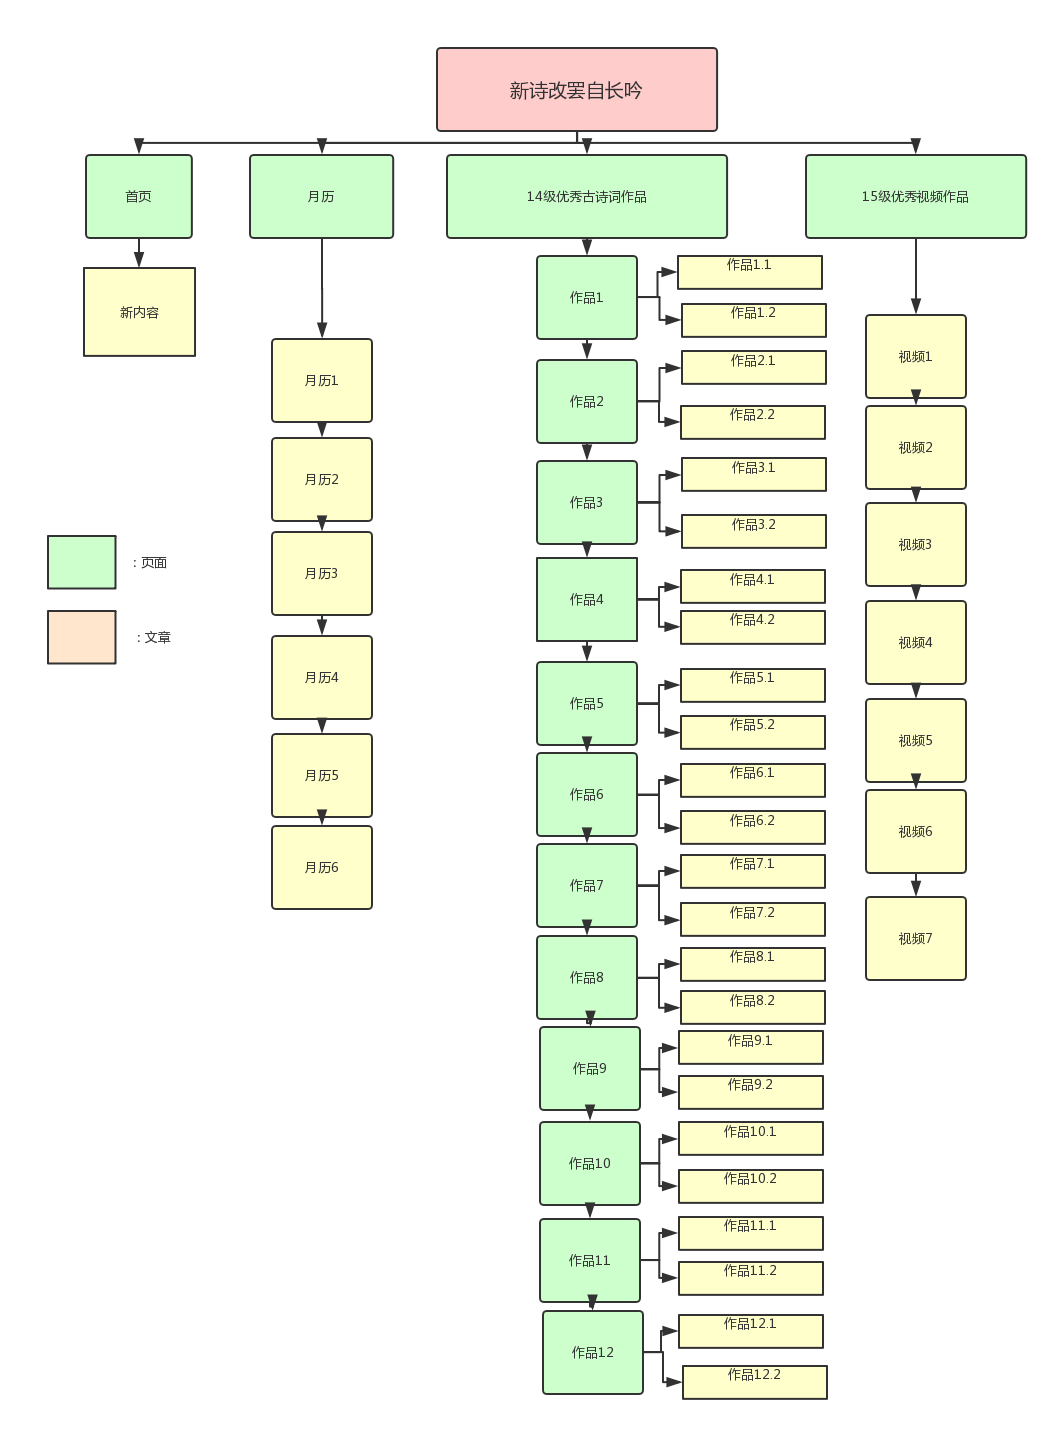 新诗改罢自长吟
首页
月历
14级优秀古诗词作品
15级优秀视频作品
新内容
月历1
月历2
月历3
月历4
月历5
月历6
作品1
作品1.1
作品1.2
作品2
作品2.1
作品2.2
作品3
作品3.1
作品3.2
作品4
作品4.1
作品4.2
作品5
作品5.1
作品5.2
作品6
作品6.1
作品6.2
作品7
作品7.1
作品7.2
作品8
作品8.1
作品8.2
作品9
作品9.1
作品9.2
作品10
作品10.1
作品10.2
作品11
作品11.1
作品11.2
作品12
作品12.1
作品12.2
视频1
视频2
视频3
视频4
视频5
视频6
视频7
：页面
：文章